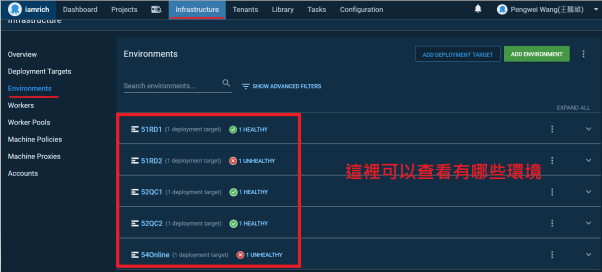 iamrich Dashboard Projects Infrastructure Tenants Library Tasks Configuration Pengwei Wang(王鵬維)
Infrastructure
Overview
Deployment Targets
Environments
Workers
Worker Pools
Machine Policies
Machine Proxies
Accounts
Environments ADD DEPLOYMENT TARGET ADD ENVIRONMENT
Search environments... SHOW ADVANCED FILTERS
EXPAND ALL
51RD1 (1 deployment target) 1 HEALTHY
51RD2 (1 deployment target) 1 UNHEALTHY
52QC1 (1 deployment target) 1 HEALTHY
52QC2 (1 deployment target) 1 HEALTHY
54Online (1 deployment target) 1 UNHEALTHY
這裡可以查看有哪些環境